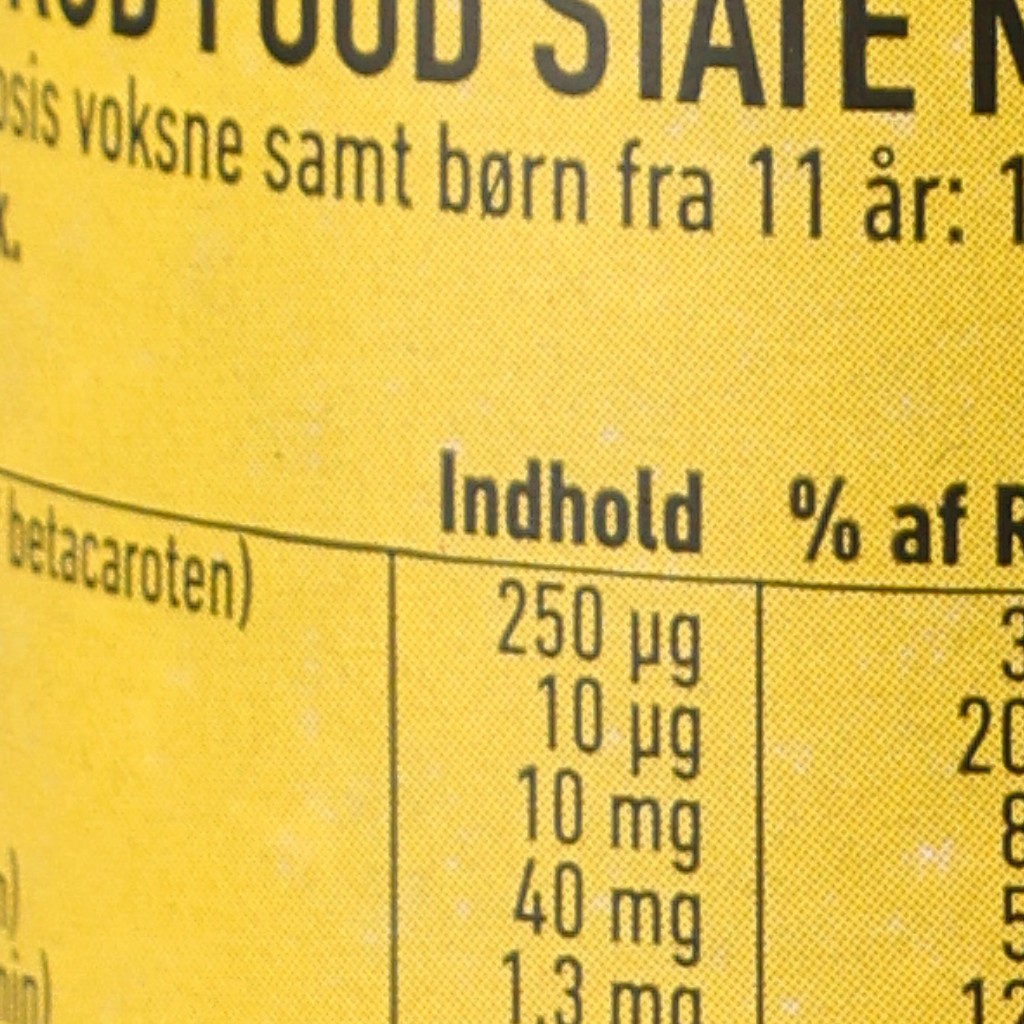 FOOD STATE
voksne samt børn fra 11 år:
Indhold % af
betacaroten) 250 µg
10 µg
10 mg
40 mg
1,3 mg